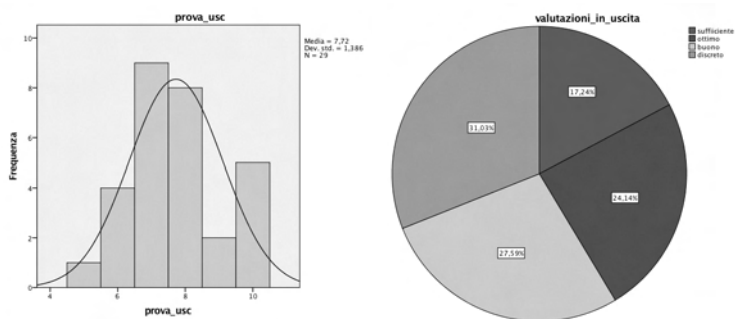 prova_usc
Media = 7,72
Dev. std. = 1,386
N = 29
Frequenza
10
8
6
4
2
0
4
6
8
10
prova_usc
valutazioni_in_uscita
sufficiente
ottimo
buono
discreto
17,24%
31,03%
24,14%
27,59%